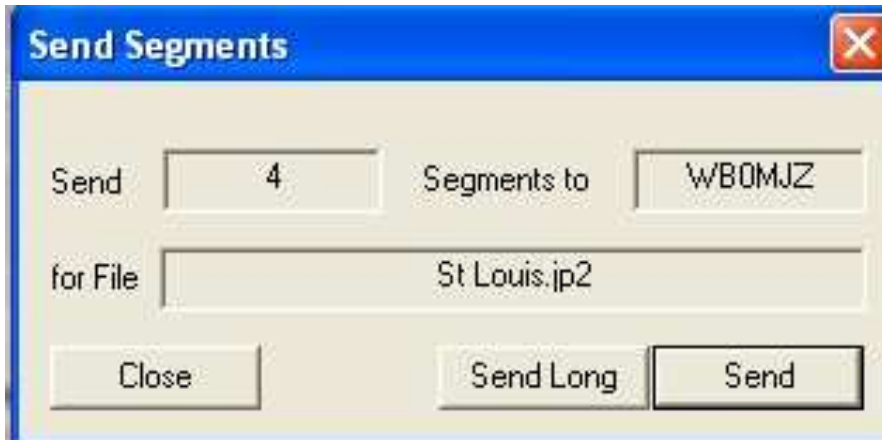 Send Segments
Send 4 Segments to WB0MJZ
for File St Louis.jp2
Close Send Long Send